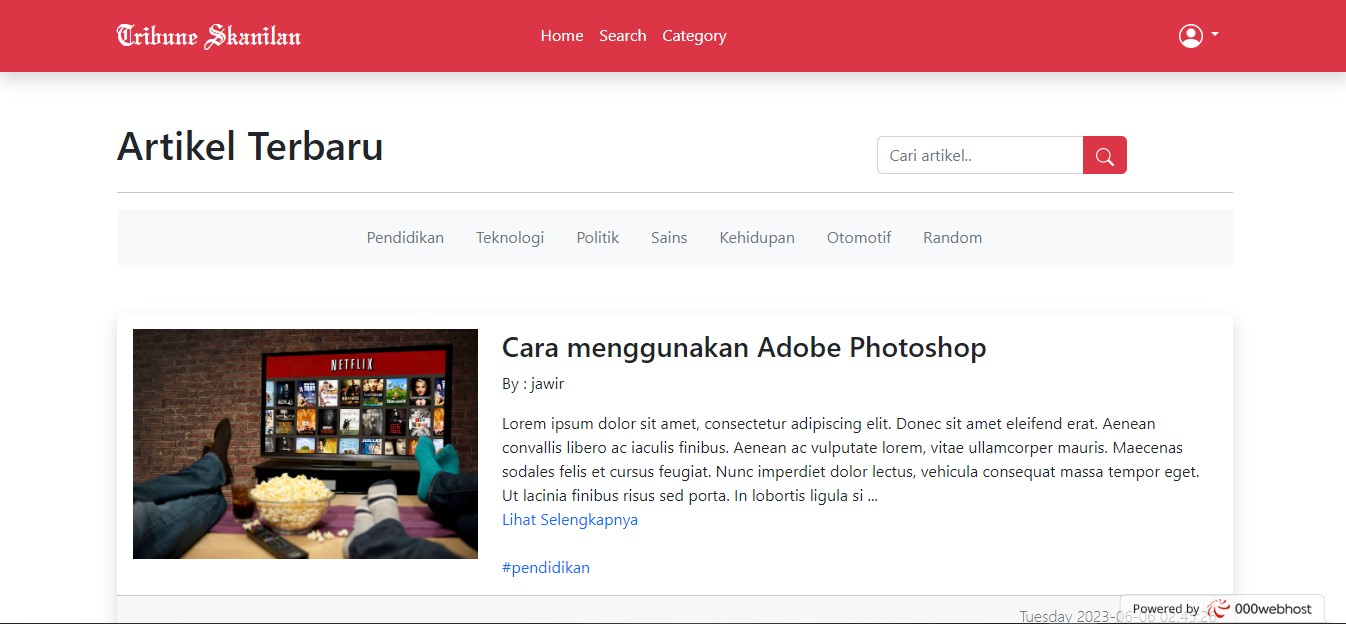 Tribune Skanilan
Home Search Category
Artikel Terbaru
Cari artikel..
Pendidikan Teknologi Politik Sains Kehidupan Otomotif Random
NETFLIX
Cara menggunakan Adobe Photoshop
By : jawir
Lorem ipsum dolor sit amet, consectetur adipiscing elit. Donec sit amet eleifend erat. Aenean
convallis libero ac iaculis finibus. Aenean ac vulputate lorem, vitae ullamcorper mauris. Maecenas
sodales felis et cursus feugiat. Nunc imperdiet dolor lectus, vehicula consequat massa tempor eget.
Ut lacinia finibus risus sed porta. In lobortis ligula si ...
Lihat Selengkapnya
#pendidikan
Tuesday 2023-06-06
Powered by 000webhost